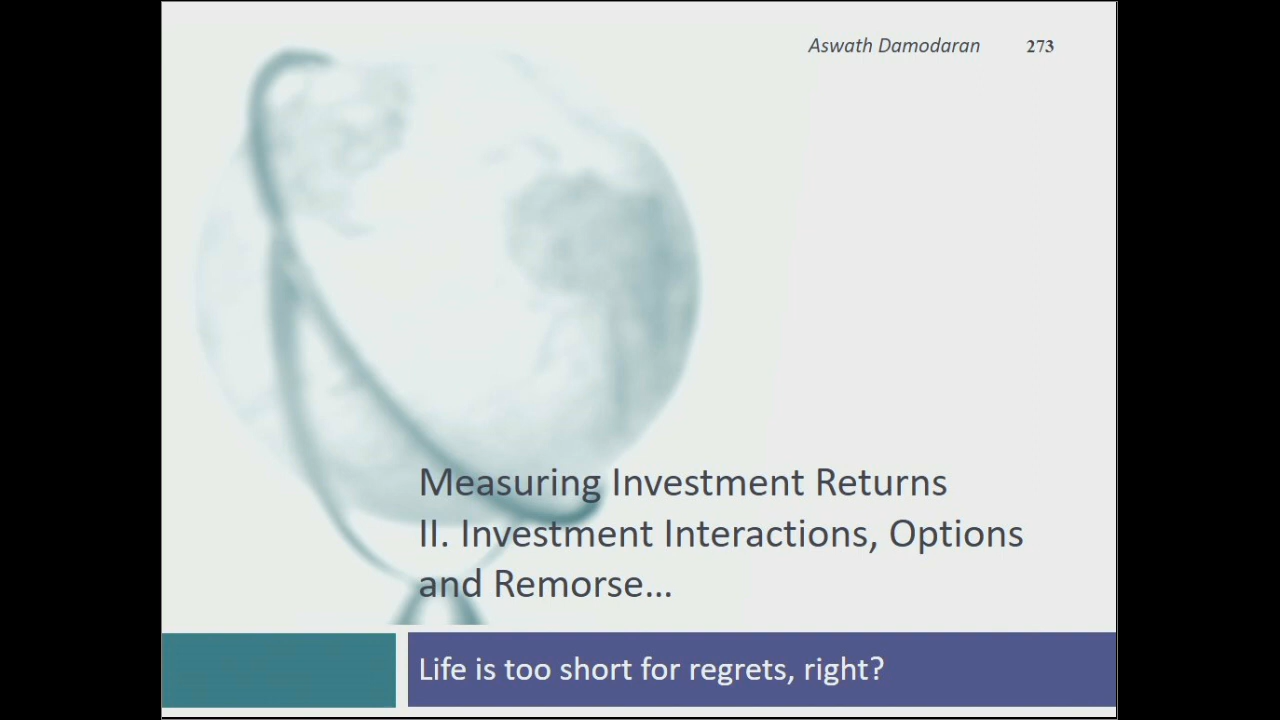 Aswath Damodaran 273
Measuring Investment Returns
II. Investment Interactions, Options
and Remorse...
Life is too short for regrets, right?